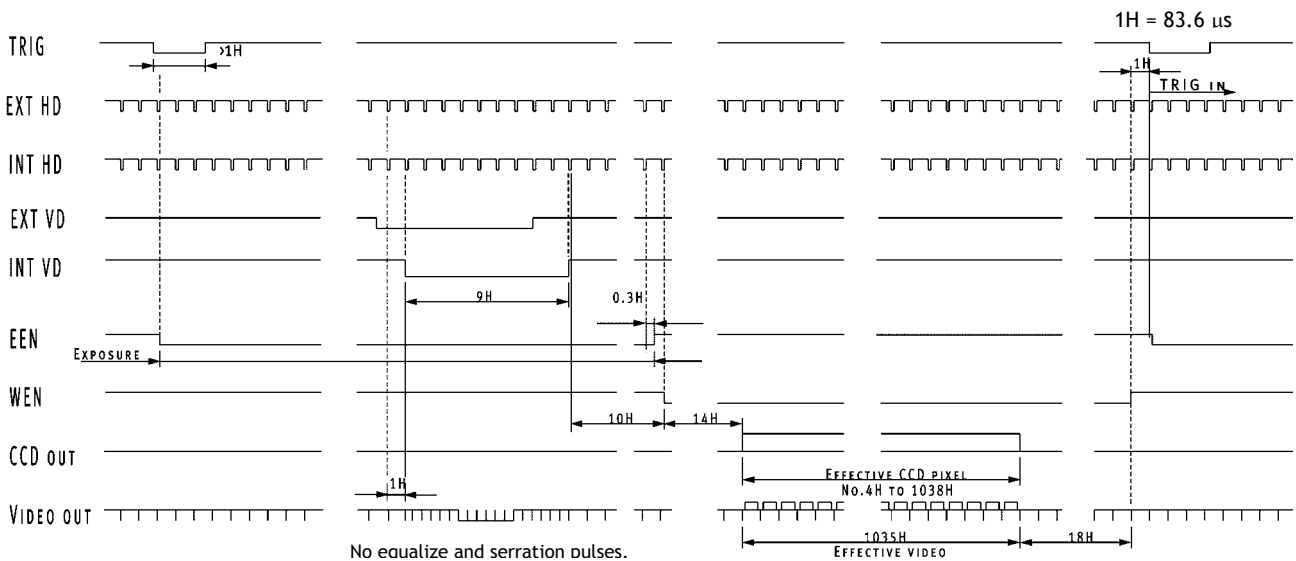 1H = 83.6 µs
TRIG
>1H
1H
TRIG IN
EXT HD
INT HD
EXT VD
INT VD
9H
0.3H
EEN
EXPOSURE
WEN
10H
14H
CCD OUT
EFFECTIVE CCD PIXEL
1H
NO.4H TO 1038H
VIDEO OUT
1035H
18H
No equalize and serration pulses.
EFFECTIVE VIDEO